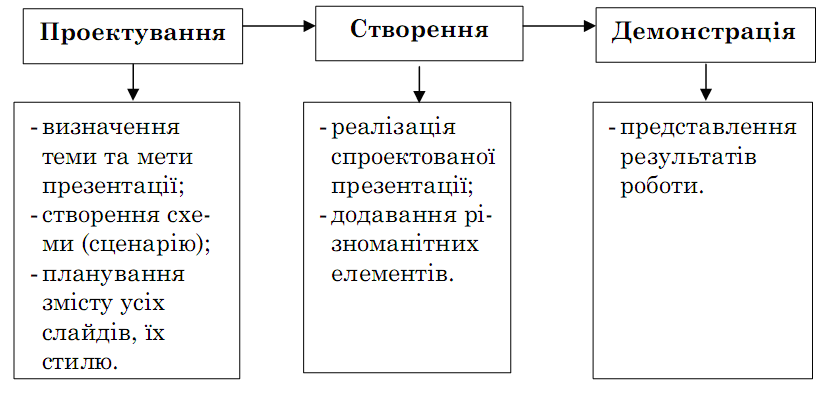 Проектування
Створення
Демонстрація
- визначення
теми та мети
презентації;
- створення схе-
ми (сценарію);
- планування
змісту усіх
слайдів, їх
стилю.
- реалізація
спроектованої
презентації;
- додавання рі-
зноманітних
елементів.
- представлення
результатів
роботи.